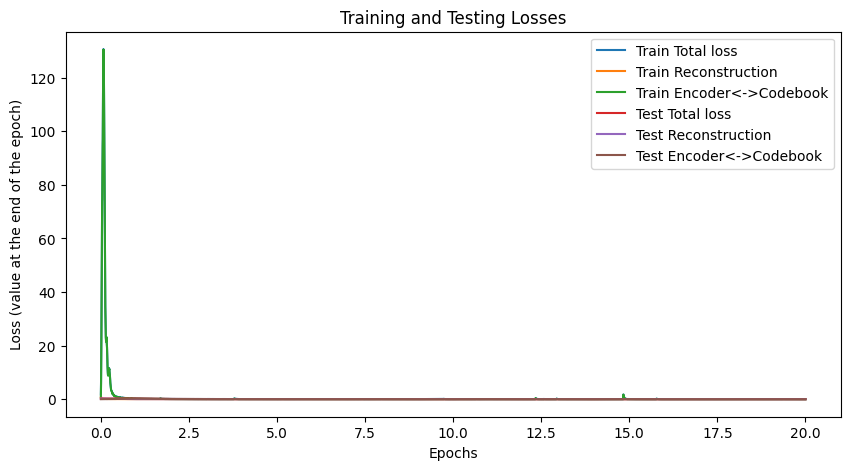 Training and Testing Losses
Train Total loss
Train Reconstruction
Train Encoder<->Codebook
Test Total loss
Test Reconstruction
Test Encoder<->Codebook
Loss (value at the end of the epoch)
120
100
80
60
40
20
0
0.0 2.5 5.0 7.5 10.0 12.5 15.0 17.5 20.0
Epochs